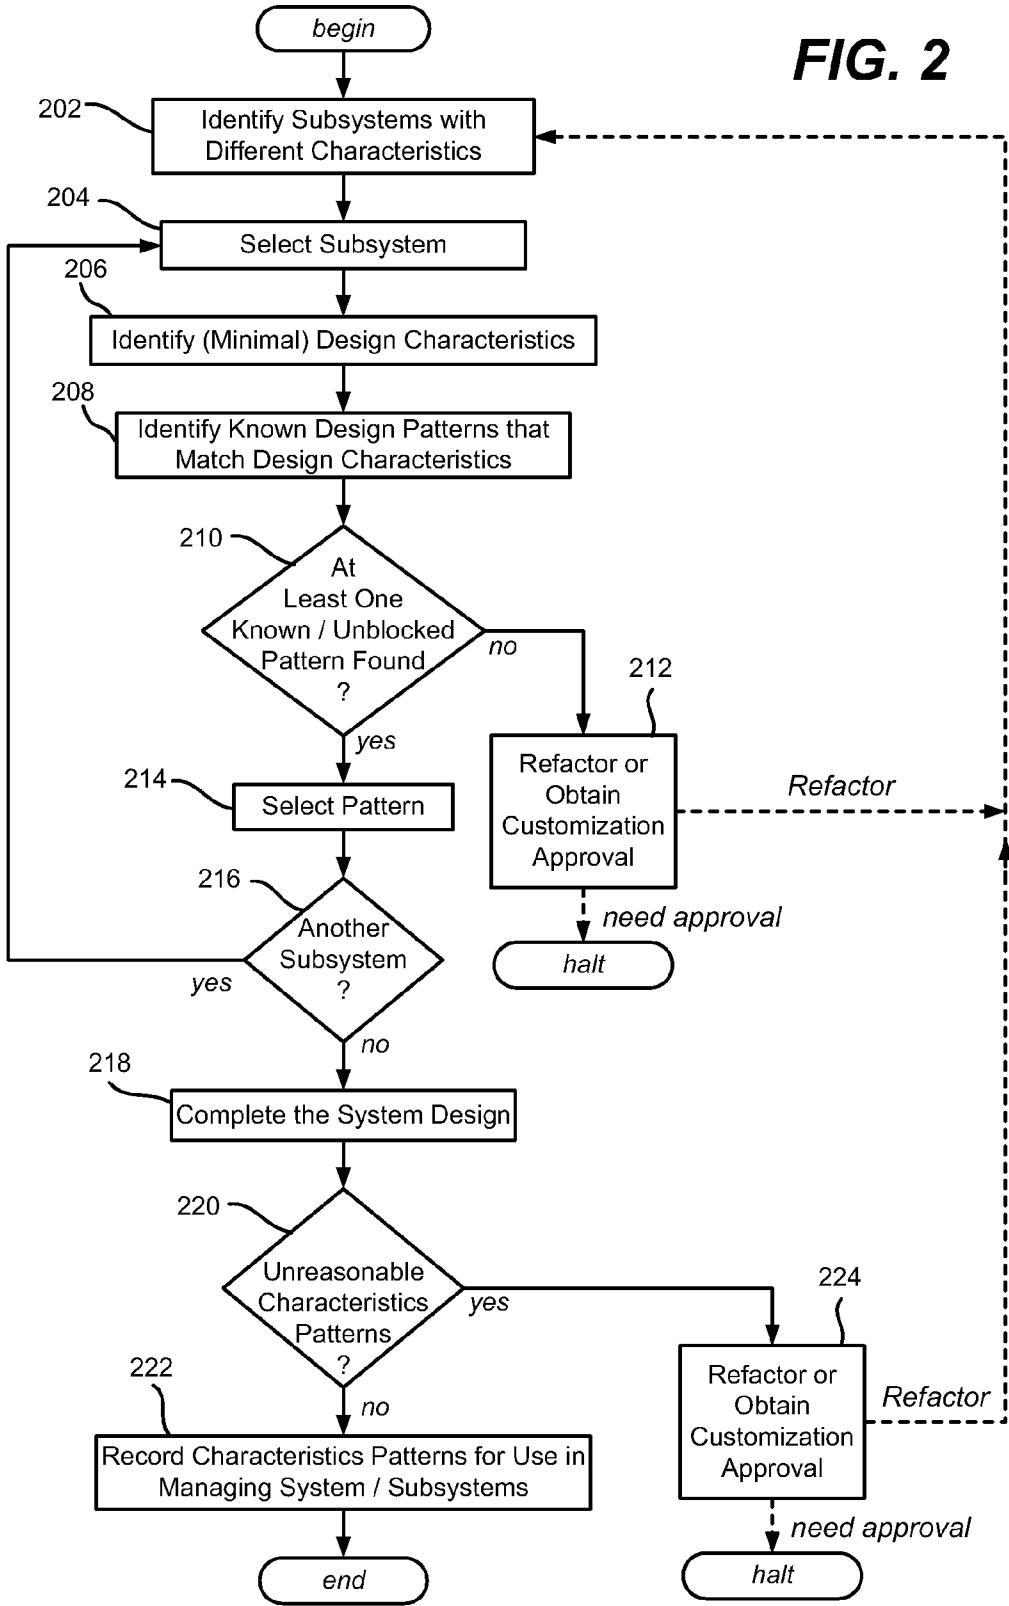 begin
FIG. 2
202
Identify Subsystems with
Different Characteristics
204
Select Subsystem
206
Identify (Minimal) Design Characteristics
208
Identify Known Design Patterns that
Match Design Characteristics
210
At
Least One
Known / Unblocked
Pattern Found
?
no
yes
212
Refactor or
Obtain
Customization
Approval
Refactor
need approval
halt
214
Select Pattern
216
Another
Subsystem
?
yes
no
218
Complete the System Design
220
Unreasonable
Characteristics
Patterns
?
yes
no
224
Refactor or
Obtain
Customization
Approval
Refactor
need approval
halt
222
Record Characteristics Patterns for Use in
Managing System / Subsystems
end